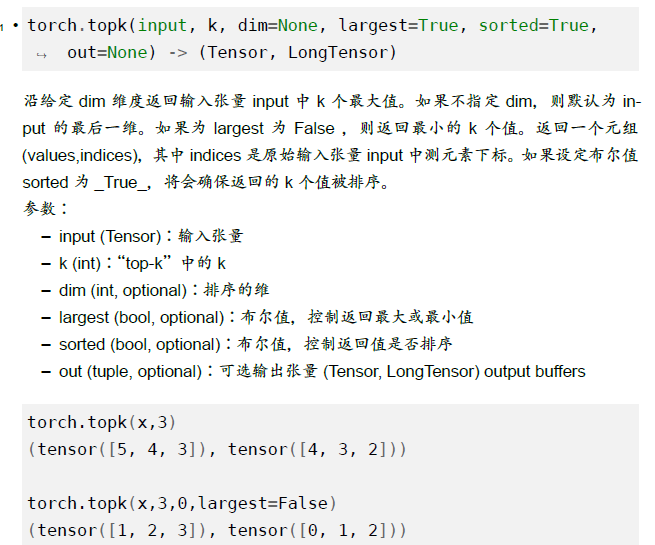 1 • torch.topk(input, k, dim=None, largest=True, sorted=True,
↪ out=None) -> (Tensor, LongTensor)
沿给定 dim 维度返回输入张量 input 中 k 个最大值。如果不指定 dim，则默认为 in-
put 的最后一维。如果为 largest 为 False ，则返回最小的 k 个值。返回一个元组
(values,indices)，其中 indices 是原始输入张量 input 中测元素下标。如果设定布尔值
sorted 为 _True_，将会确保返回的 k 个值被排序。
参数：
– input (Tensor)：输入张量
– k (int)：“top-k” 中的 k
– dim (int, optional)：排序的维
– largest (bool, optional)：布尔值，控制返回最大或最小值
– sorted (bool, optional)：布尔值，控制返回值是否排序
– out (tuple, optional)：可选输出张量 (Tensor, LongTensor) output buffers
torch.topk(x,3)
(tensor([5, 4, 3]), tensor([4, 3, 2]))
torch.topk(x,3,0,largest=False)
(tensor([1, 2, 3]), tensor([0, 1, 2]))